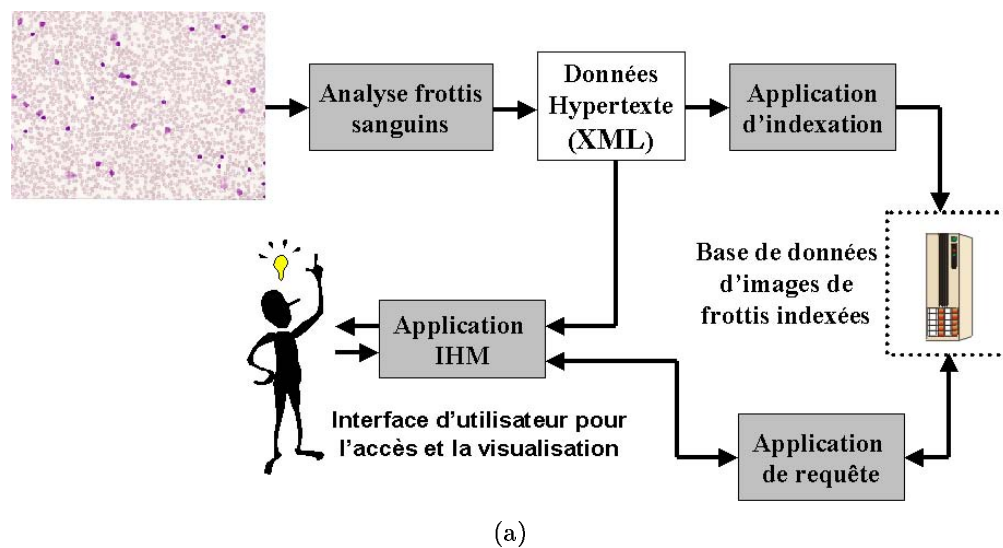 Analyse frottis
sanguins
Données
Hypertexte
(XML)
Application
d'indexation
Base de données
d'images de
frottis indexées
Application
IHM
Interface d'utilisateur pour
l'accès et la visualisation
Application
de requête
(a)